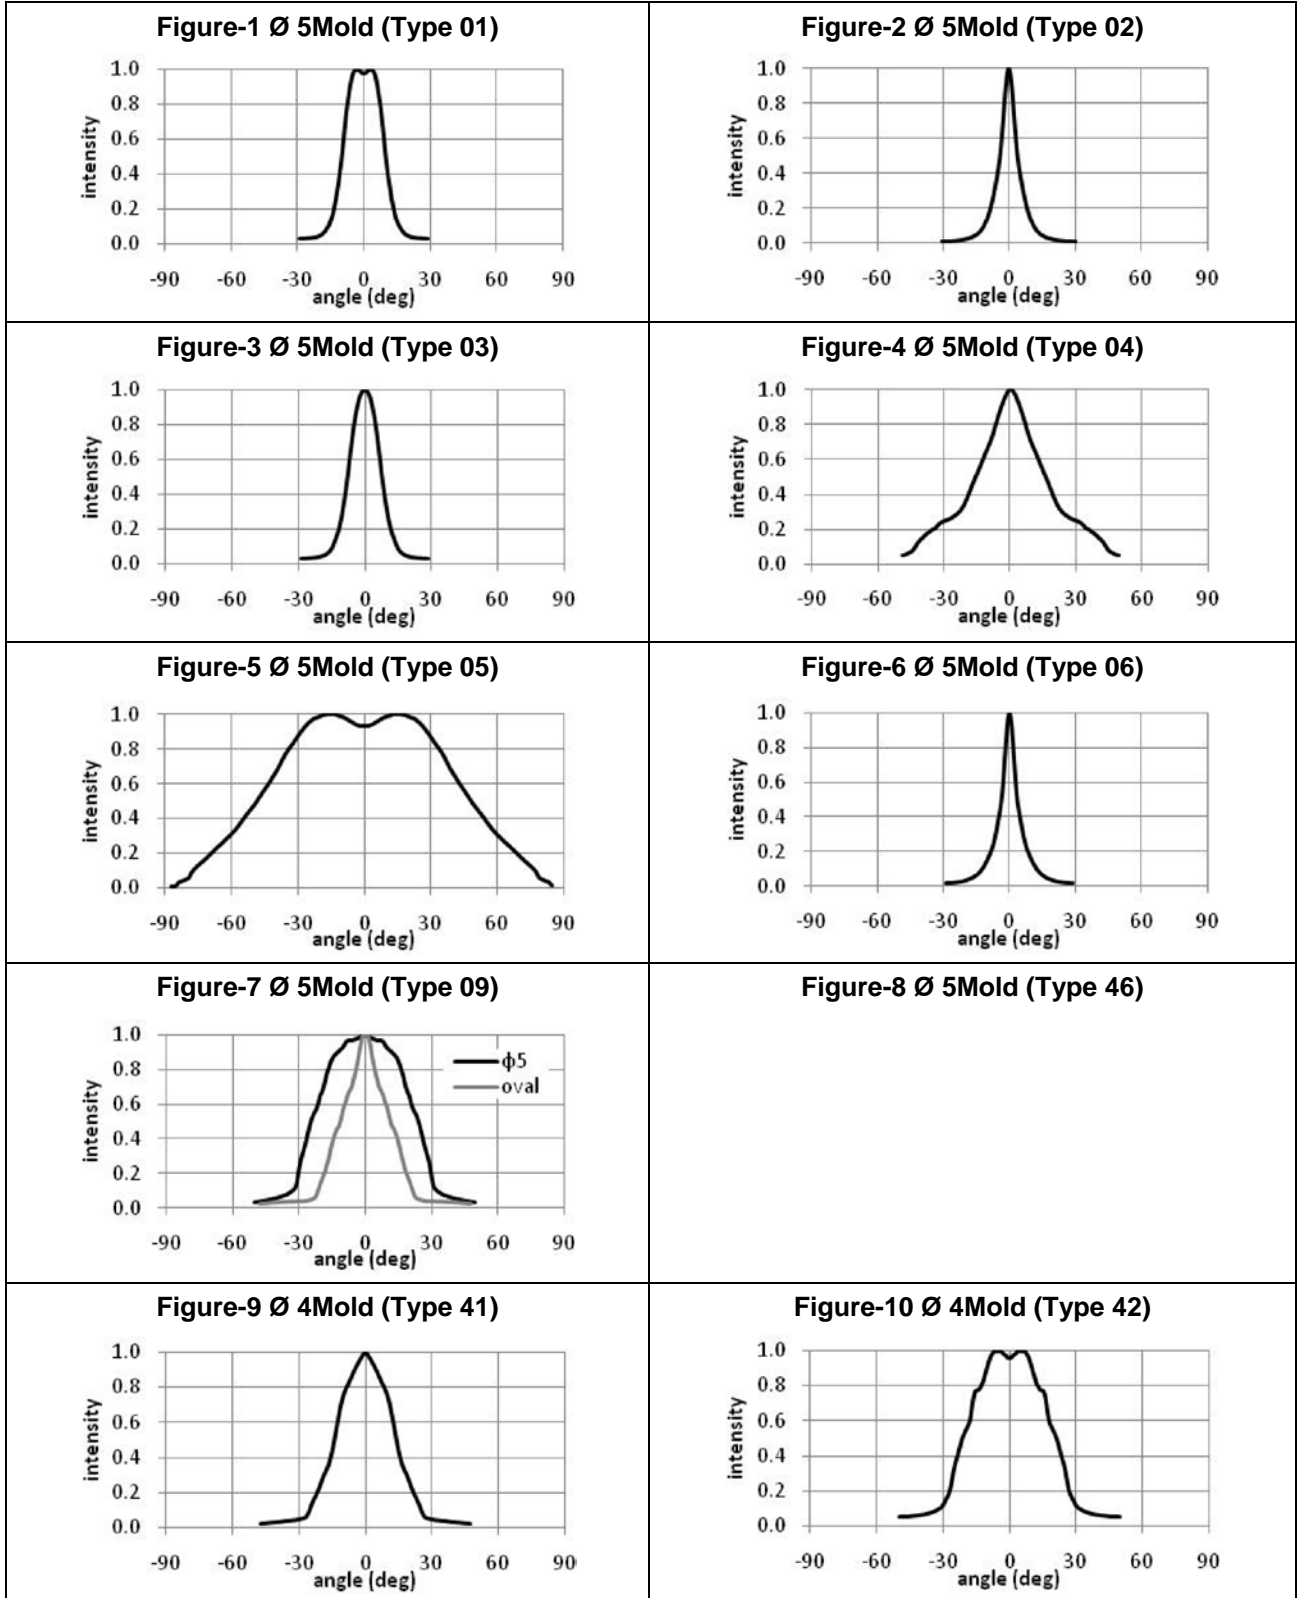 Figure-1 Ø 5Mold (Type 01)
1.0
0.8
0.6
0.4
0.2
0.0
intensity
-90 -60 -30 0 30 60 90
angle (deg)
Figure-2 Ø 5Mold (Type 02)
1.0
0.8
0.6
0.4
0.2
0.0
intensity
-90 -60 -30 0 30 60 90
angle (deg)
Figure-3 Ø 5Mold (Type 03)
1.0
0.8
0.6
0.4
0.2
0.0
intensity
-90 -60 -30 0 30 60 90
angle (deg)
Figure-4 Ø 5Mold (Type 04)
1.0
0.8
0.6
0.4
0.2
0.0
intensity
-90 -60 -30 0 30 60 90
angle (deg)
Figure-5 Ø 5Mold (Type 05)
1.0
0.8
0.6
0.4
0.2
0.0
intensity
-90 -60 -30 0 30 60 90
angle (deg)
Figure-6 Ø 5Mold (Type 06)
1.0
0.8
0.6
0.4
0.2
0.0
intensity
-90 -60 -30 0 30 60 90
angle (deg)
Figure-7 Ø 5Mold (Type 09)
1.0
0.8
0.6
0.4
0.2
0.0
intensity
ϕ5
oval
-90 -60 -30 0 30 60 90
angle (deg)
Figure-8 Ø 5Mold (Type 46)
Figure-9 Ø 4Mold (Type 41)
1.0
0.8
0.6
0.4
0.2
0.0
intensity
-90 -60 -30 0 30 60 90
angle (deg)
Figure-10 Ø 4Mold (Type 42)
1.0
0.8
0.6
0.4
0.2
0.0
intensity
-90 -60 -30 0 30 60 90
angle (deg)